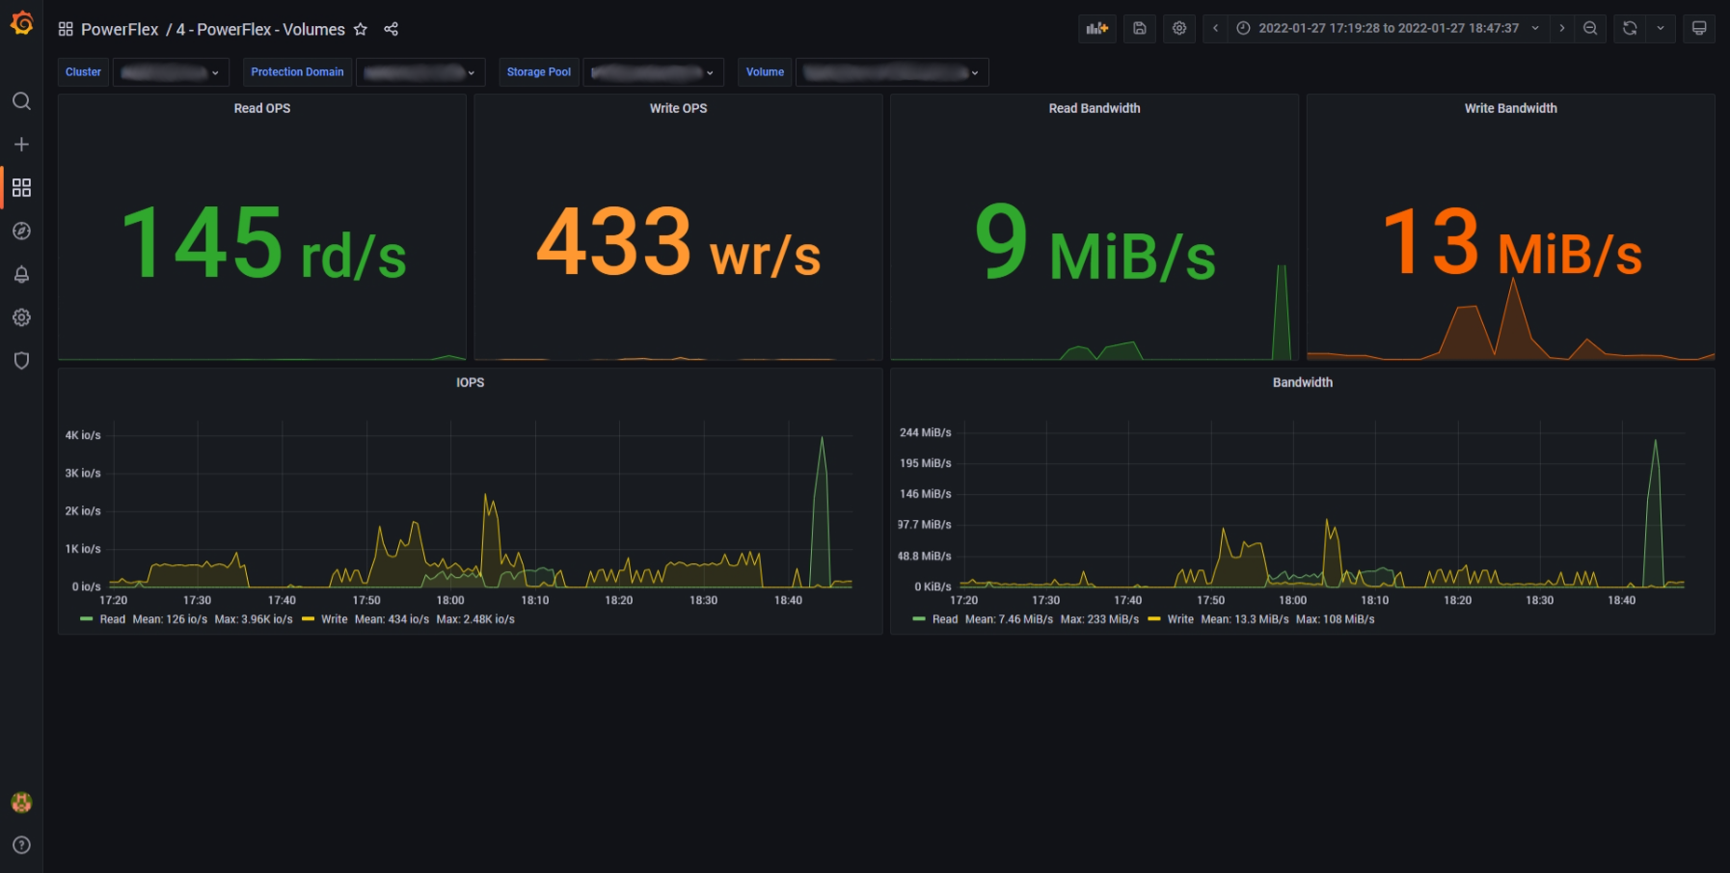 PowerFlex / 4 - PowerFlex - Volumes
2022-01-27 17:19:28 to 2022-01-27 18:47:37
Cluster
Protection Domain
Storage Pool
Volume
Read OPS
145 rd/s
Write OPS
433 wr/s
Read Bandwidth
9 MiB/s
Write Bandwidth
13 MiB/s
IOPS
4K io/s
3K io/s
2K io/s
1K io/s
0 io/s
17:20 17:30 17:40 17:50 18:00 18:10 18:20 18:30 18:40
Read Mean: 126 io/s Max: 3.96K io/s Write Mean: 434 io/s Max: 2.48K io/s
Bandwidth
244 MiB/s
195 MiB/s
146 MiB/s
97.7 MiB/s
48.8 MiB/s
0 KiB/s
17:20 17:30 17:40 17:50 18:00 18:10 18:20 18:30 18:40
Read Mean: 7.46 MiB/s Max: 233 MiB/s Write Mean: 13.3 MiB/s Max: 108 MiB/s